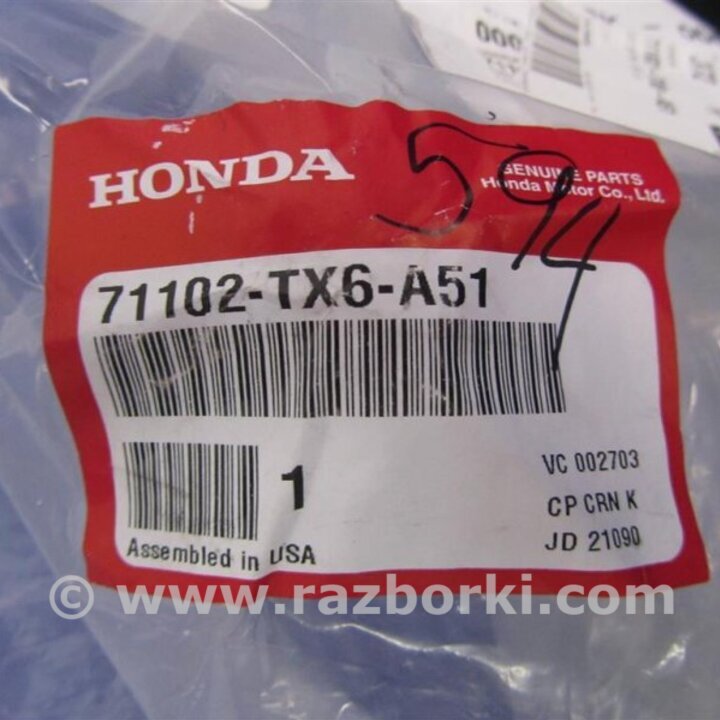 000
HONDA
GENUINE PARTS
Honda Motor Co., Ltd.
594
71102-TX6-A51
1
VC 002703
CP CRN K
JD 21090
Assembled in USA
© www.razborki.com